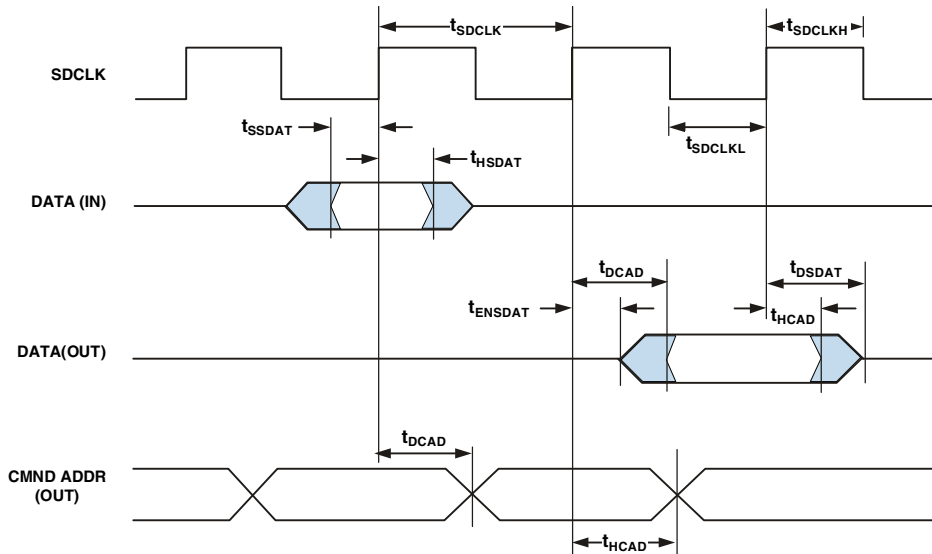 tSDCLK
tSDCLKH
SDCLK
tSSDAT
tHSDAT
tSDCLKL
DATA (IN)
tDCAD
tDSDAT
tENSDAT
tHCAD
DATA(OUT)
tDCAD
CMND ADDR
(OUT)
tHCAD